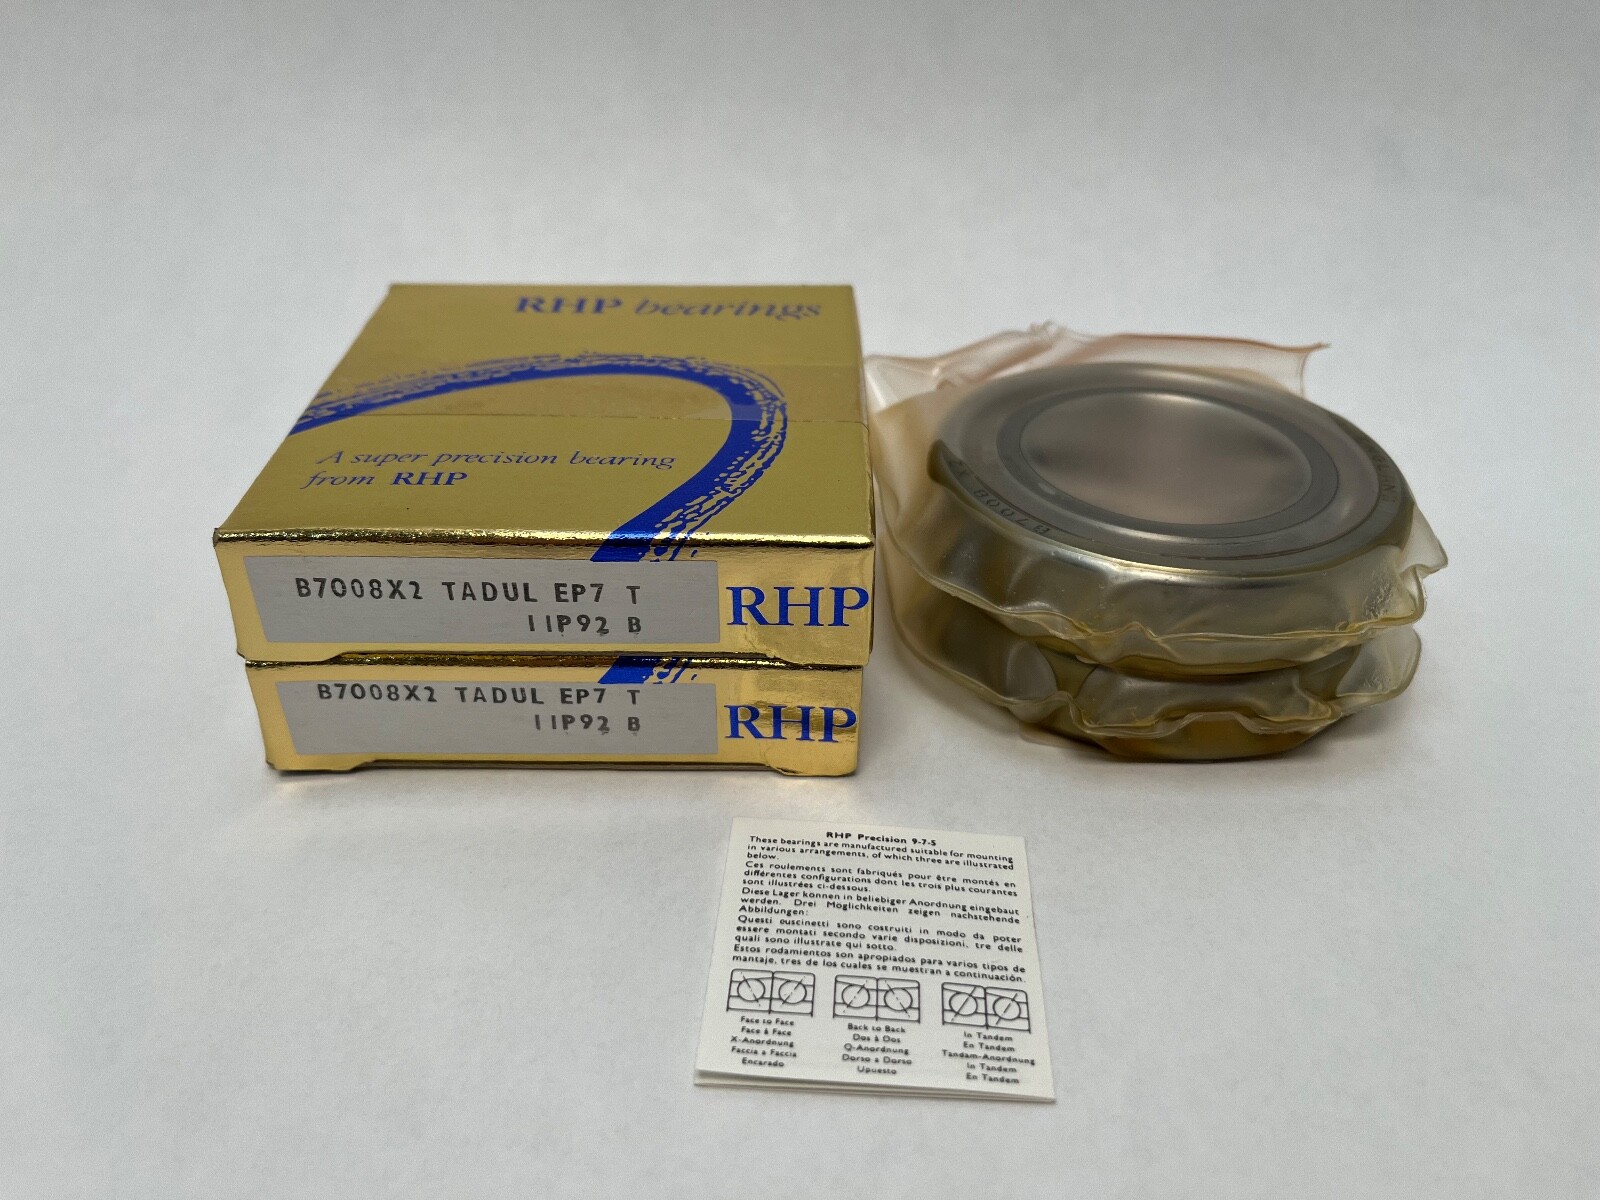 RHP bearings
A super precision bearing
from RHP
B7008X2 TADUL EP7 T
11P92 B
RHP
B7008X2 TADUL EP7 T
11P92 B
RHP
B7008 X2
RHP Precision 9-7-5
These bearings are manufactured suitable for mounting
in various arrangements, of which three are illustrated
below.
Ces roulements sont fabriqués pour être montés en
différentes configurations dont les trois plus courantes
sont illustrées ci-dessous.
Diese Lager können in beliebiger Anordnung eingebaut
werden. Drei Möglichkeiten zeigen nachstehende
Abbildungen:
Questi cuscinetti sono costruiti in modo da poter
essere montati secondo varie disposizioni, tre delle
quali sono illustrate qui sotto.
Estos rodamientos son apropiados para varios tipos de
mantaje, tres de los cuales se muestran a continuación.
Face to Face
Face à Face
X-Anordnung
Faccia a Faccia
Encarado
Back to Back
Dos à Dos
O-Anordnung
Dorso a Dorso
Upuesto
In Tandem
En Tandem
Tandam-Anordnung
In Tandem
En Tandem